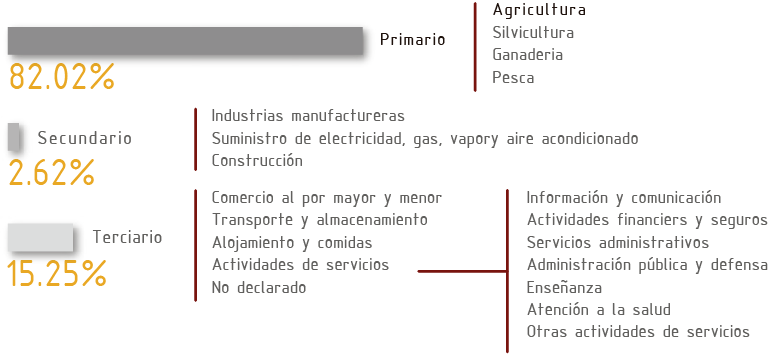 Primario
82.02%
Agricultura
Silvicultura
Ganaderia
Pesca
Secundario
2.62%
Industrias manufactureras
Suministro de electricidad, gas, vapory aire acondicionado
Construcción
Terciario
15.25%
Comercio al por mayor y menor
Transporte y almacenamiento
Alojamiento y comidas
Actividades de servicios
No declarado
Información y comunicación
Actividades financiers y seguros
Servicios administrativos
Administración pública y defensa
Enseñanza
Atención a la salud
Otras actividades de servicios